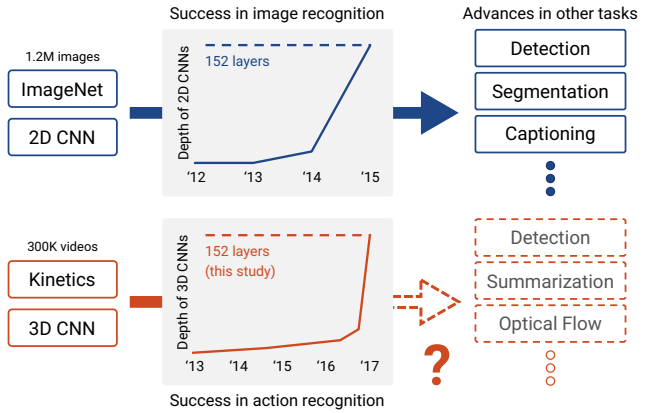 Success in image recognition
Advances in other tasks
1.2M images
ImageNet
2D CNN
Depth of 2D CNNs
152 layers
‘12 ‘13 ‘14 ‘15
Detection
Segmentation
Captioning
300K videos
Kinetics
3D CNN
Depth of 3D CNNs
152 layers
(this study)
‘13 ‘14 ‘15 ‘16 ‘17
Success in action recognition
?
Detection
Summarization
Optical Flow